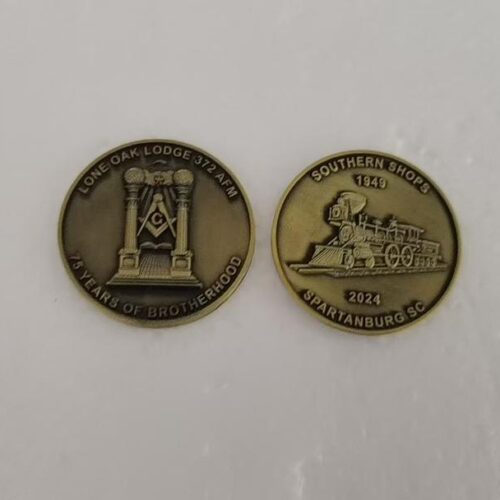 LONE OAK LODGE 372 AFM
G
75 YEARS OF BROTHERHOOD
SOUTHERN SHOPS
1949
2024
SPARTANBURG SC